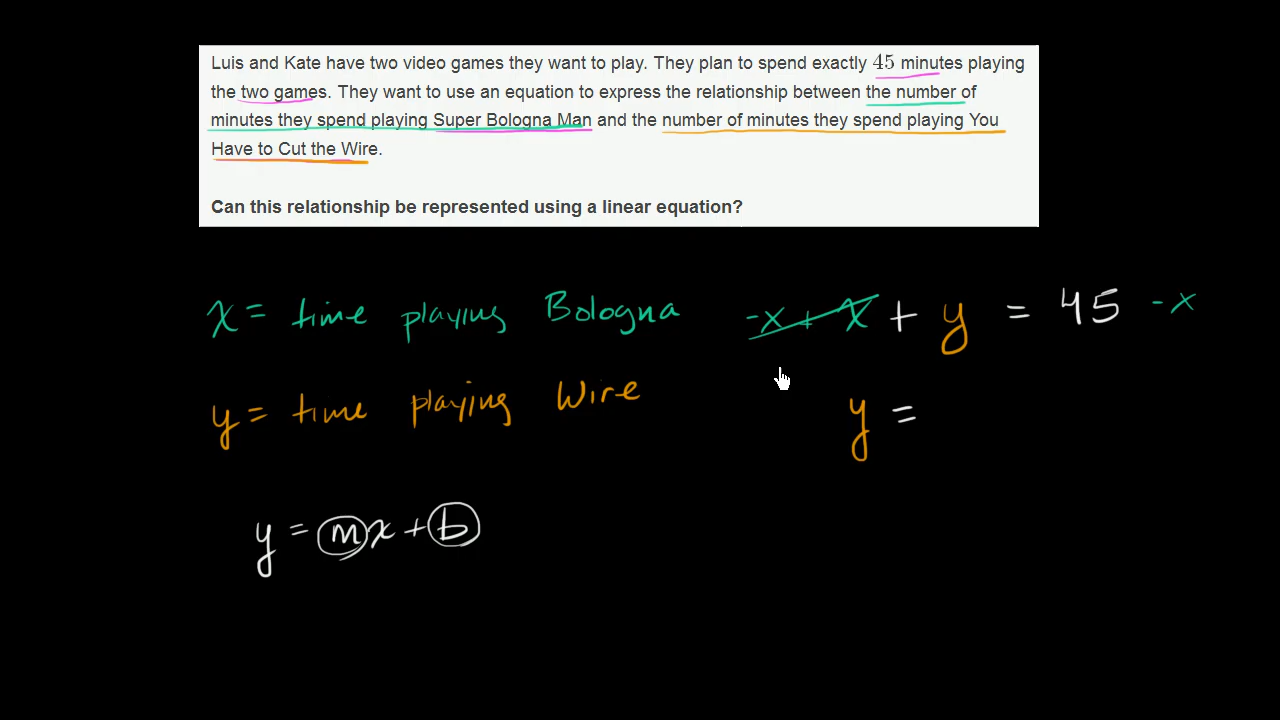 Luis and Kate have two video games they want to play. They plan to spend exactly 45 minutes playing
the two games. They want to use an equation to express the relationship between the number of
minutes they spend playing Super Bologna Man and the number of minutes they spend playing You
Have to Cut the Wire.
Can this relationship be represented using a linear equation?
x = time playing Bologna
-x + x + y = 45 -x
y = time playing Wire
y =
y = mx + b